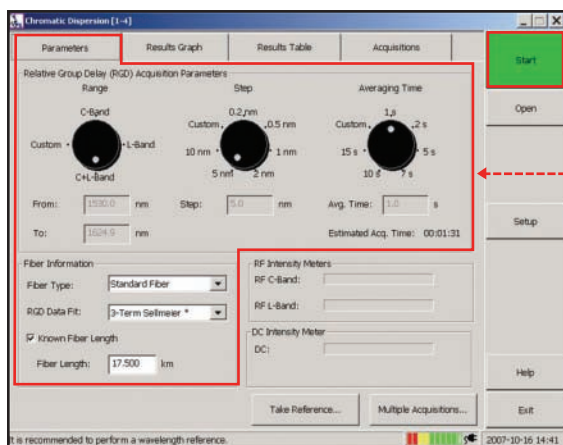 Chromatic Dispersion [1-4]
Parameters
Results Graph
Results Table
Acquisitions
Relative Group Delay (RGD) Acquisition Parameters
Range
C-Band
Custom
L-Band
C+L-Band
Step
0.2 nm
Custom
0.5 nm
10 nm
1 nm
5 nm
2 nm
Averaging Time
1 s
Custom
2 s
15 s
5 s
10 s
7 s
From: 1530.0 nm
Step: 5.0 nm
Avg. Time: 1.0 s
To: 1624.9 nm
Estimated Acq. Time: 00:01:31
Fiber Information
Fiber Type: Standard Fiber
RGD Data Fit: 3-Term Sellmeier *
Known Fiber Length
Fiber Length: 17.500 km
RF Intensity Meters
RF C-Band:
RF L-Band:
DC Intensity Meter
DC:
Take Reference...
Multiple Acquisitions...
Start
Open
Setup
Help
Exit
It is recommended to perform a wavelength reference.
2007-10-16 14:41